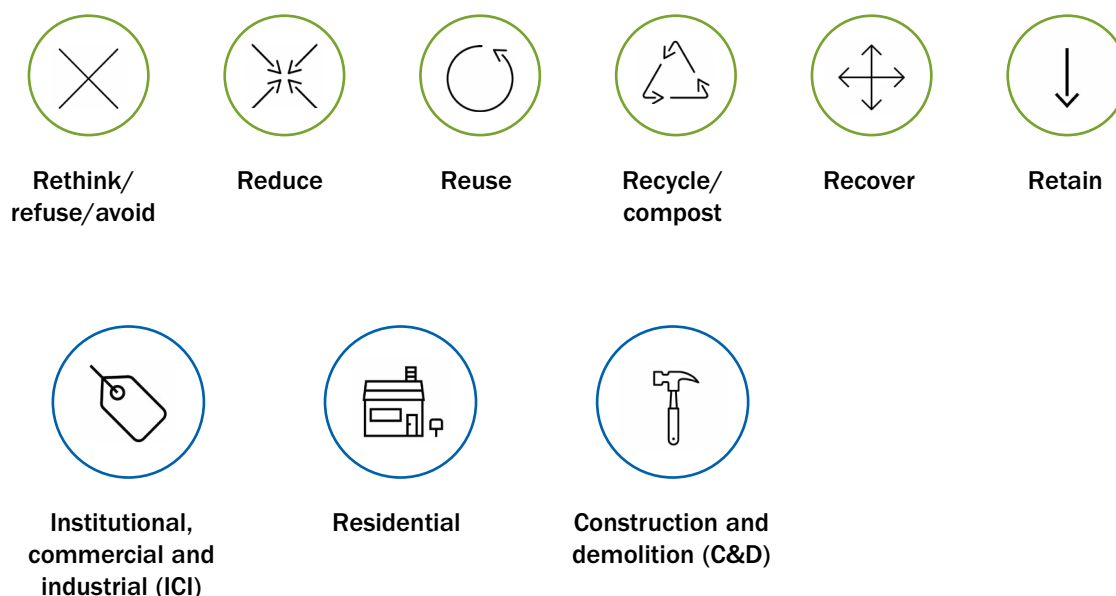 Rethink/
refuse/avoid
Reduce
Reuse
Recycle/
compost
Recover
Retain
Institutional,
commercial and
industrial (ICI)
Residential
Construction and
demolition (C&D)